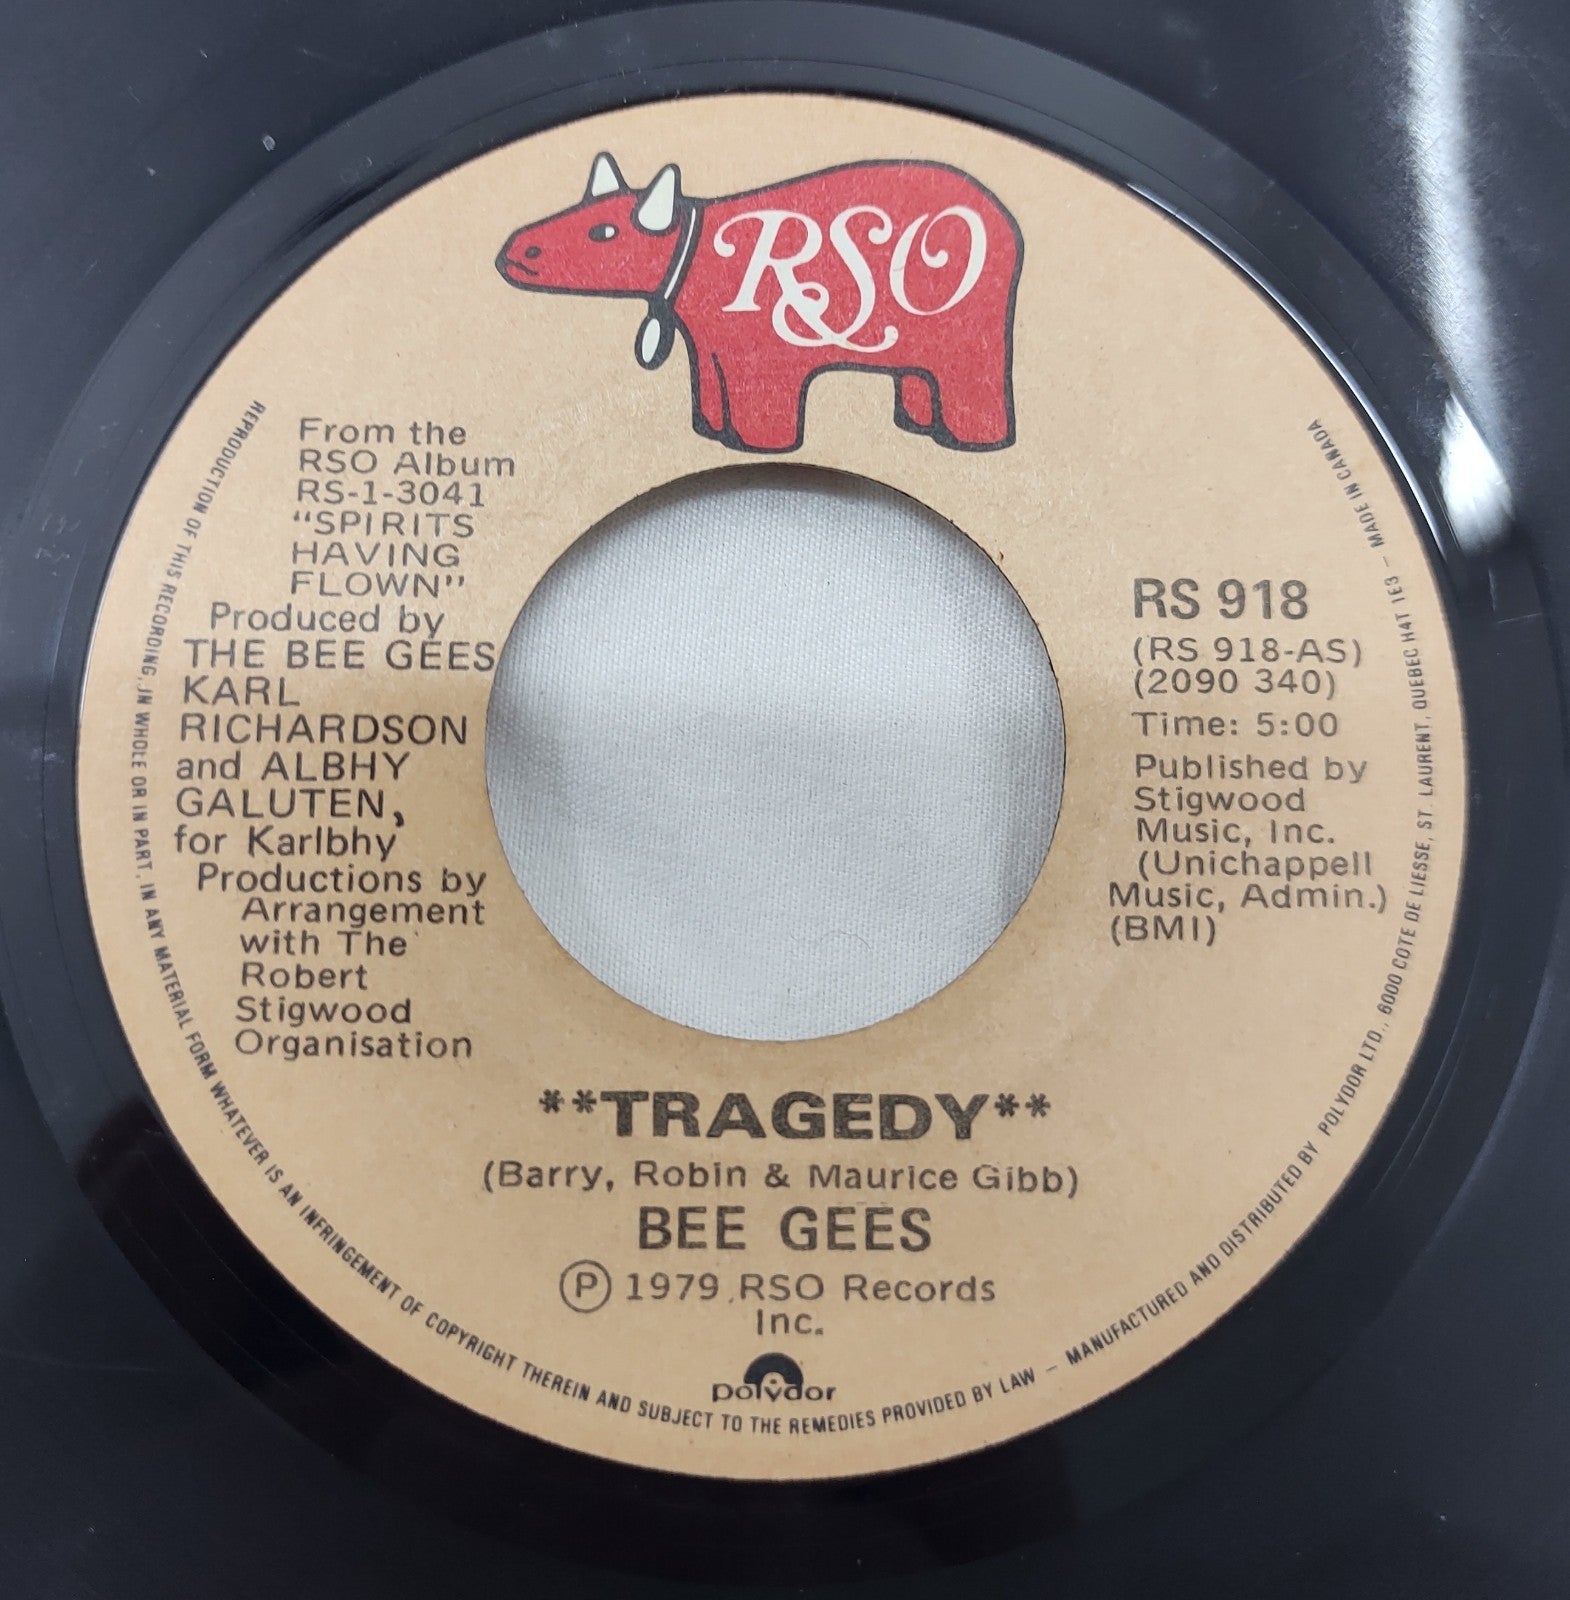 RSO
From the
RSO Album
RS-1-3041
“SPIRITS
HAVING
FLOWN”
Produced by
THE BEE GEES
KARL
RICHARDSON
and ALBHY
GALUTEN,
for Karlbhy
Productions by
Arrangement
with The
Robert
Stigwood
Organisation
RS 918
(RS 918-AS)
(2090 340)
Time: 5:00
Published by
Stigwood
Music, Inc.
(Unichappell
Music, Admin.)
(BMI)
**TRAGEDY**
(Barry, Robin & Maurice Gibb)
BEE GEES
Ⓟ 1979 RSO Records
Inc.
polydor
REPRODUCTION OF THIS RECORDING, IN WHOLE OR IN PART, IN ANY MATERIAL FORM WHATEVER IS AN INFRINGEMENT OF COPYRIGHT THEREIN AND SUBJECT TO THE REMEDIES PROVIDED BY LAW – MANUFACTURED AND DISTRIBUTED BY POLYDOR LTD., 6000 COTE DE LIESSE, ST. LAURENT, QUEBEC H4T 1E3 – MADE IN CANADA